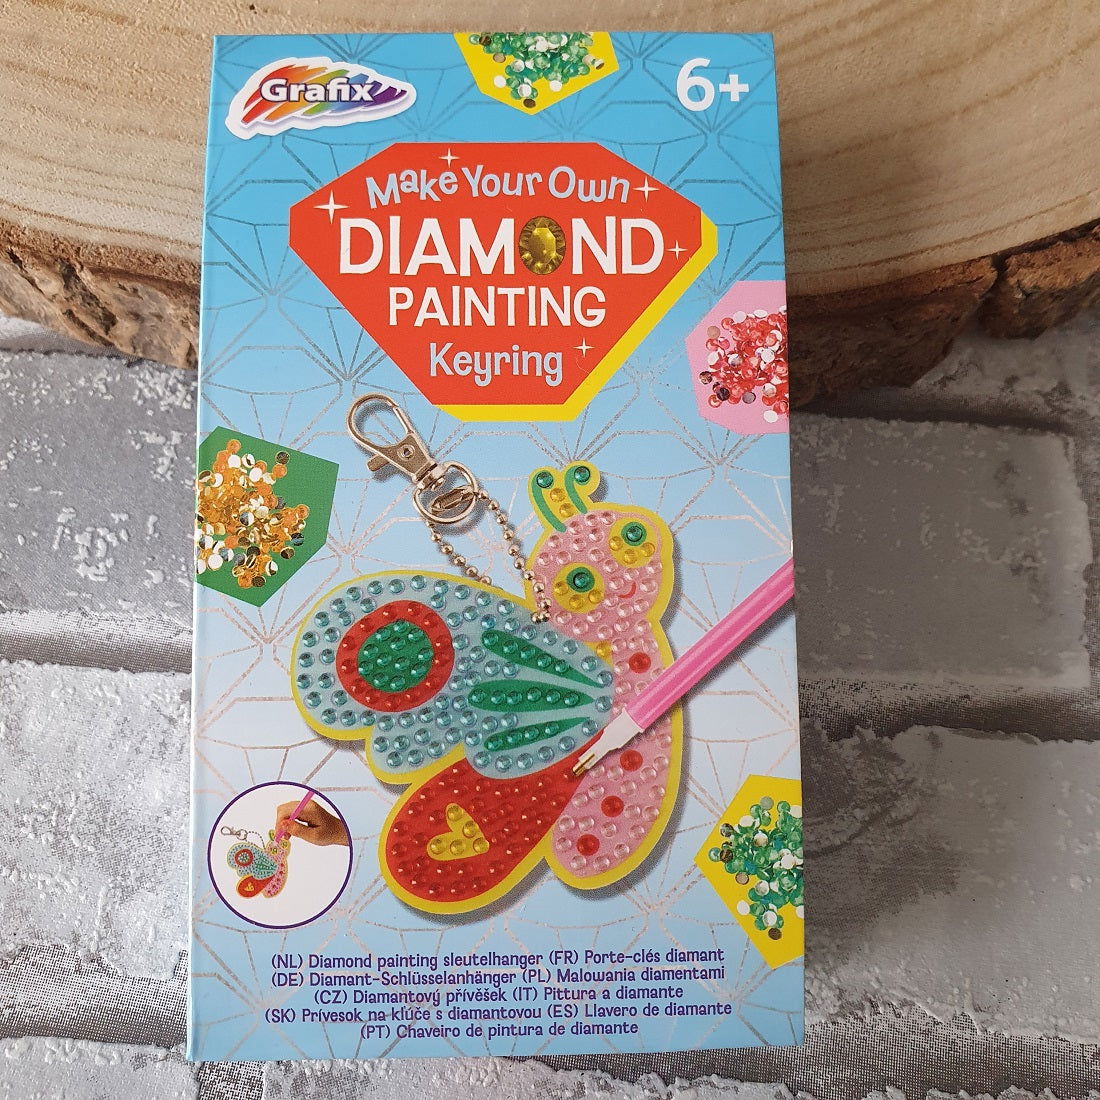 Grafix
6+
Make Your Own
DIAMOND
PAINTING
Keyring
(NL) Diamond painting sleutelhanger (FR) Porte-clés diamant
(DE) Diamant-Schlüsselanhänger (PL) Malowania diamentami
(CZ) Diamantový přívěšek (IT) Pittura a diamante
(SK) Prívesok na kľúče s diamantovou (ES) Llavero de diamante
(PT) Chaveiro de pintura de diamante